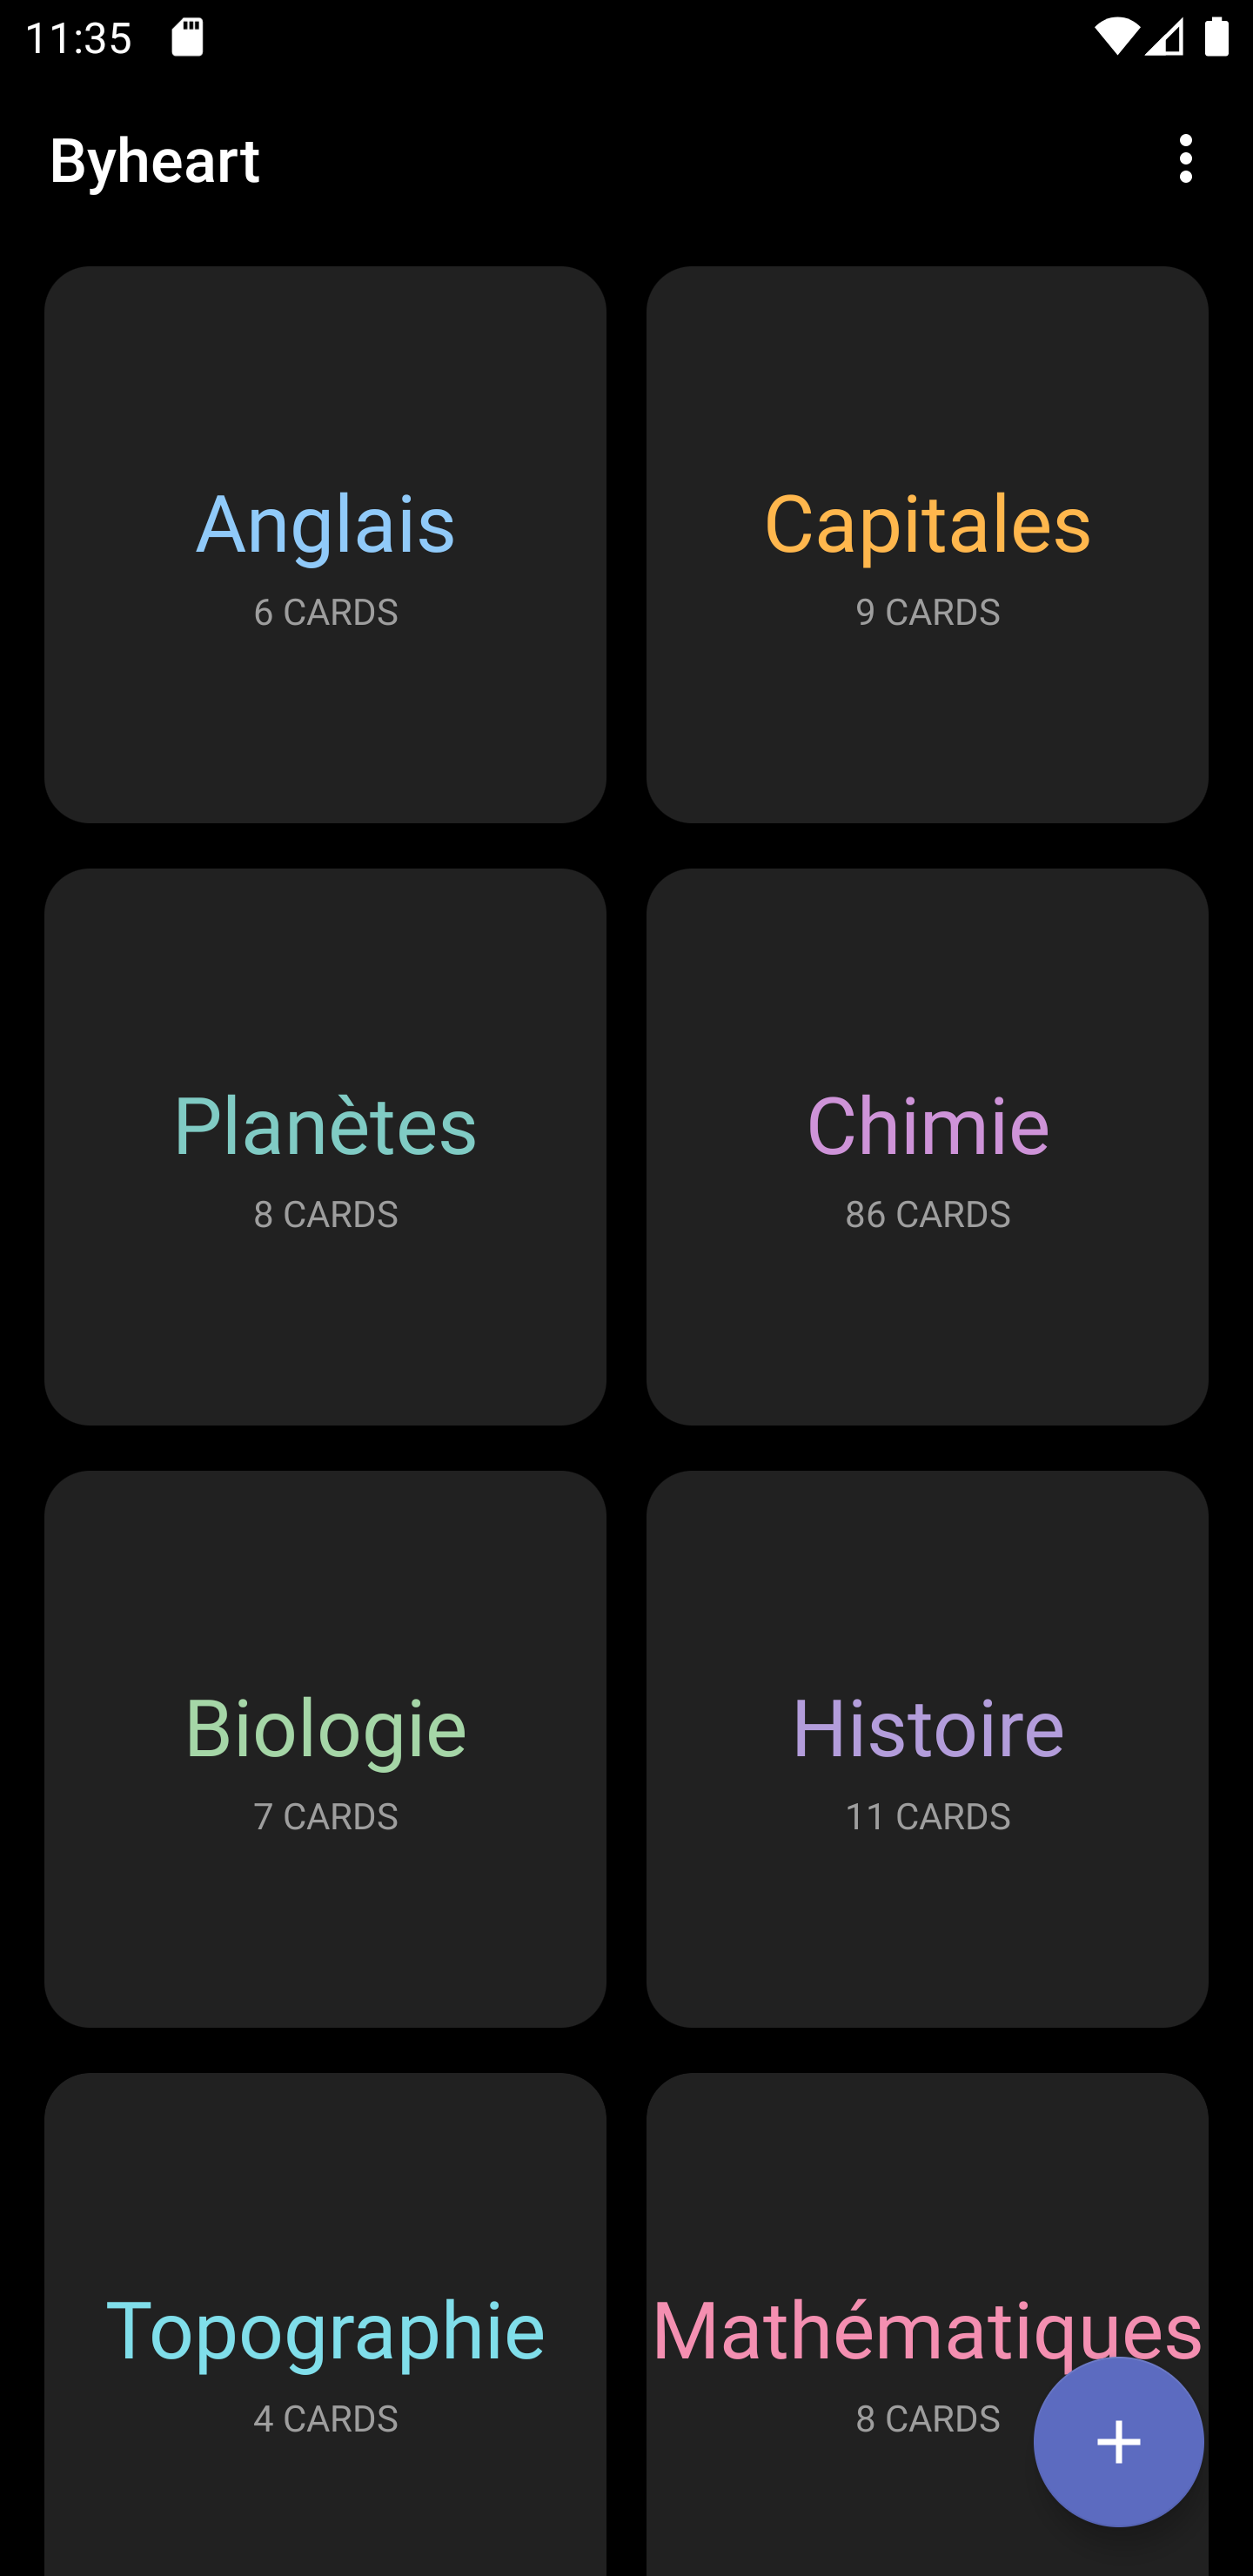 11:35
Byheart
Anglais
6 CARDS
Capitales
9 CARDS
Planètes
8 CARDS
Chimie
86 CARDS
Biologie
7 CARDS
Histoire
11 CARDS
Topographie
4 CARDS
Mathématiques
8 CARDS